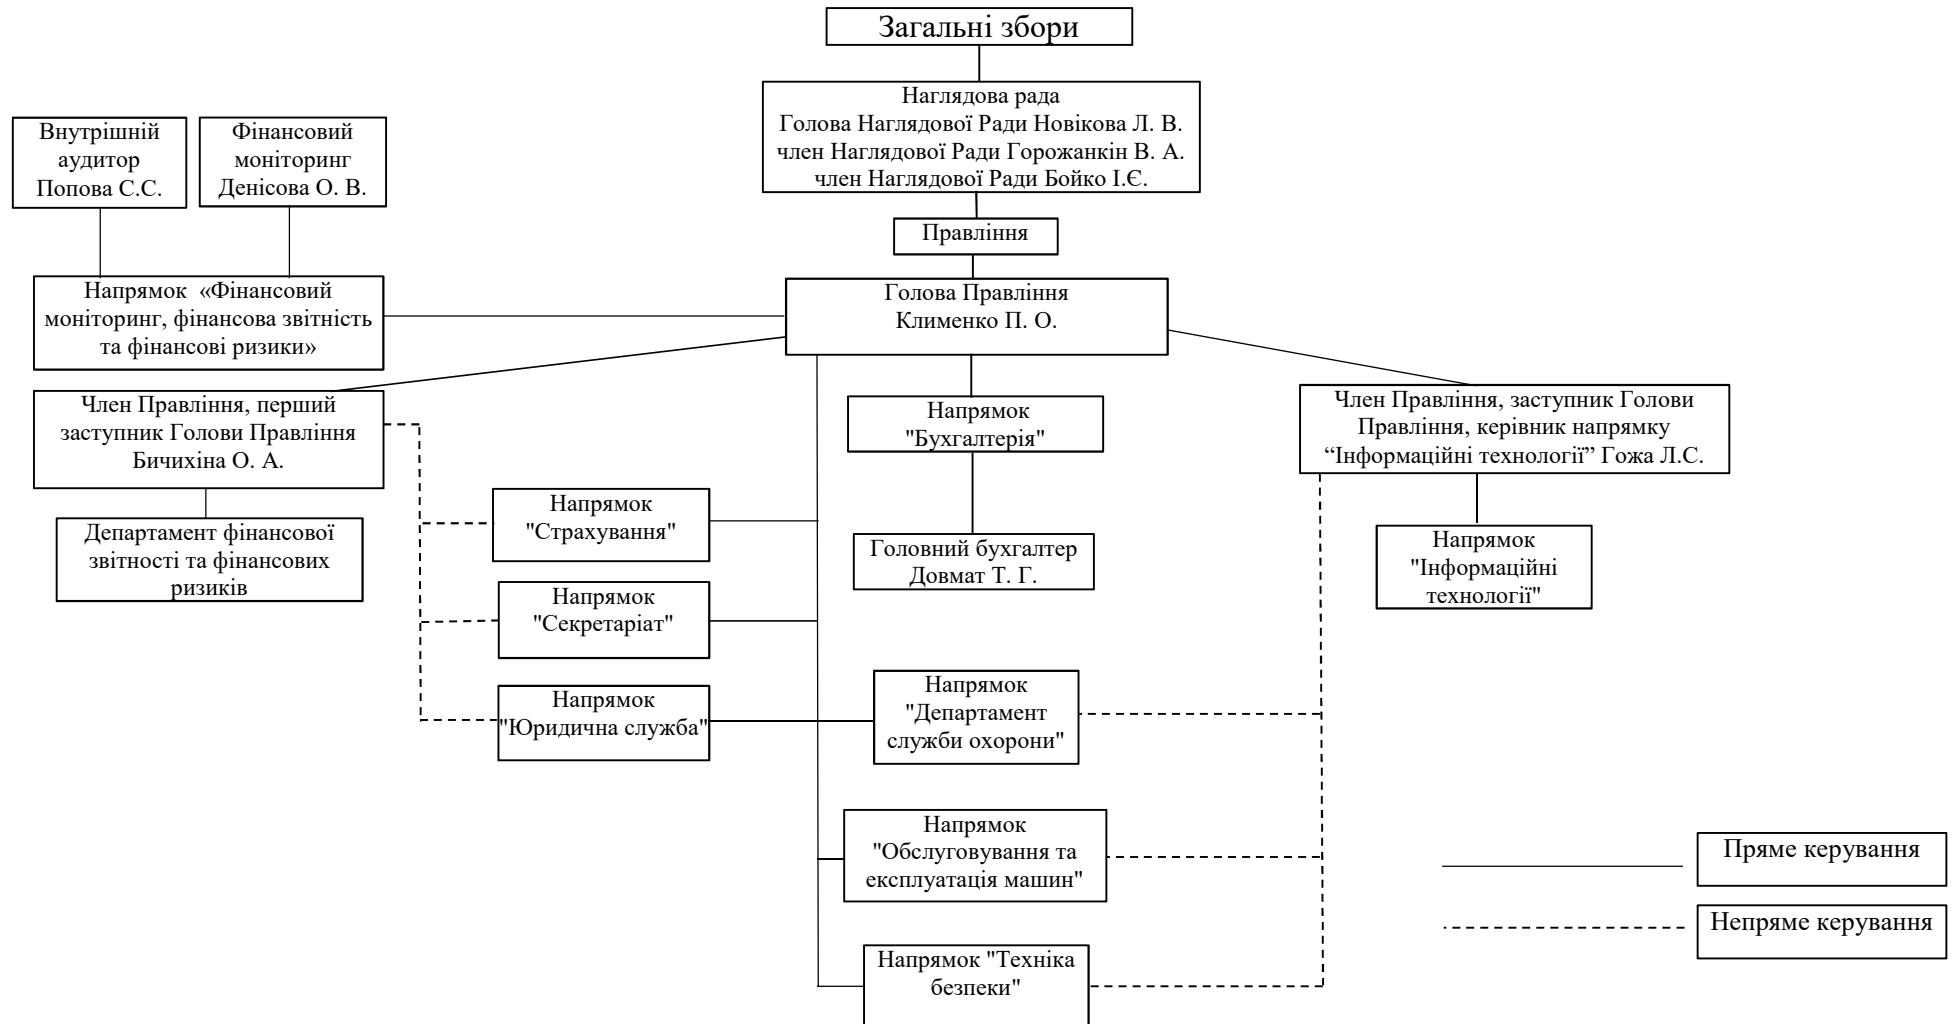 Загальні збори
Наглядова рада
Голова Наглядової Ради Новікова Л. В.
член Наглядової Ради Горожанкін В. А.
член Наглядової Ради Бойко І.Є.
Внутрішній
аудитор
Попова С.С.
Фінансовий
моніторинг
Денісова О. В.
Правління
Напрямок «Фінансовий
моніторинг, фінансова звітність
та фінансові ризики»
Голова Правління
Клименко П. О.
Член Правління, перший
заступник Голови Правління
Бичихіна О. А.
Напрямок
"Бухгалтерія"
Член Правління, заступник Голови
Правління, керівник напрямку
“Інформаційні технології” Гожа Л.С.
Департамент фінансової
звітності та фінансових
ризиків
Напрямок
"Страхування"
Головний бухгалтер
Довмат Т. Г.
Напрямок
"Інформаційні
технології"
Напрямок
"Секретаріат"
Напрямок
"Юридична служба"
Напрямок
"Департамент
служби охорони"
Напрямок
"Обслуговування та
експлуатація машин"
Напрямок "Техніка
безпеки"
Пряме керування
Непряме керування